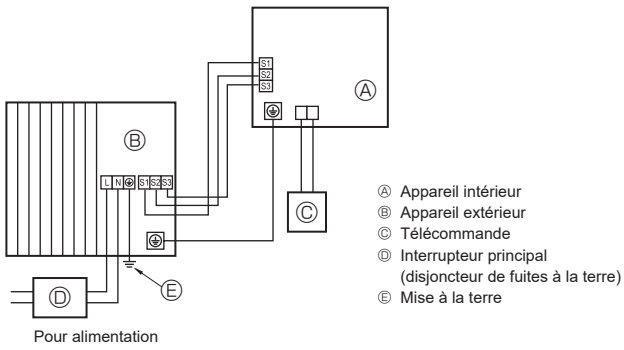 S1
S2
S3
Ⓐ
Ⓑ
L N S1 S2 S3
Ⓒ
Ⓓ
Ⓔ
Pour alimentation
Ⓐ Appareil intérieur
Ⓑ Appareil extérieur
Ⓒ Télécommande
Ⓓ Interrupteur principal
(disjoncteur de fuites à la terre)
Ⓔ Mise à la terre